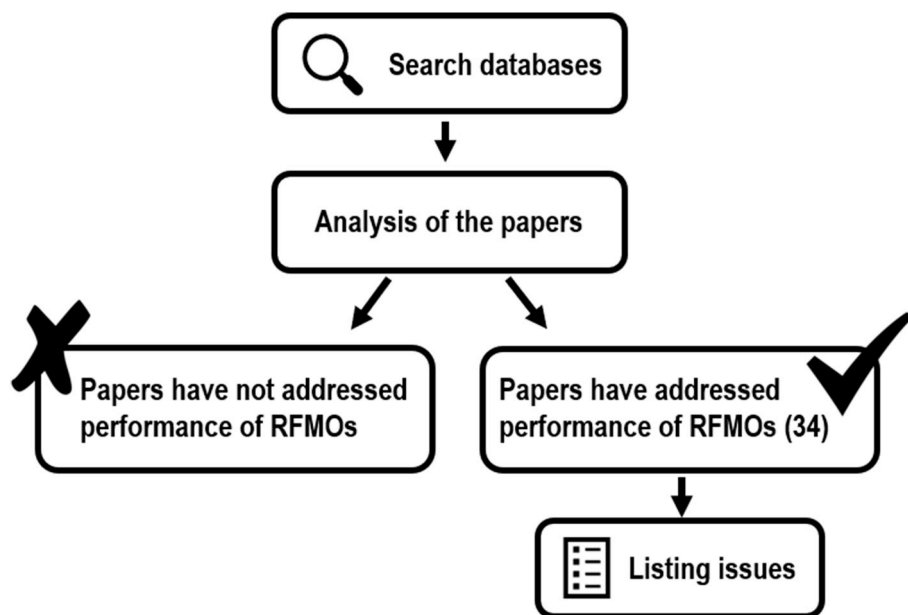 Search databases
Analysis of the papers
Papers have not addressed
performance of RFMOs
Papers have addressed
performance of RFMOs (34)
Listing issues